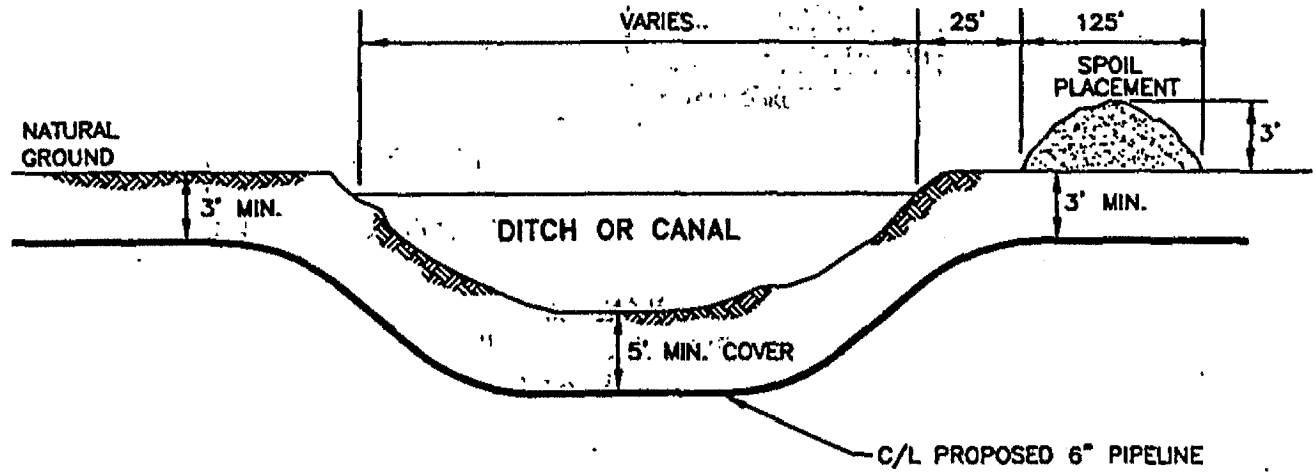 VARIES
25'
125'
SPOIL
PLACEMENT
3'
NATURAL
GROUND
3' MIN.
DITCH OR CANAL
3' MIN.
5' MIN. COVER
C/L PROPOSED 6" PIPELINE